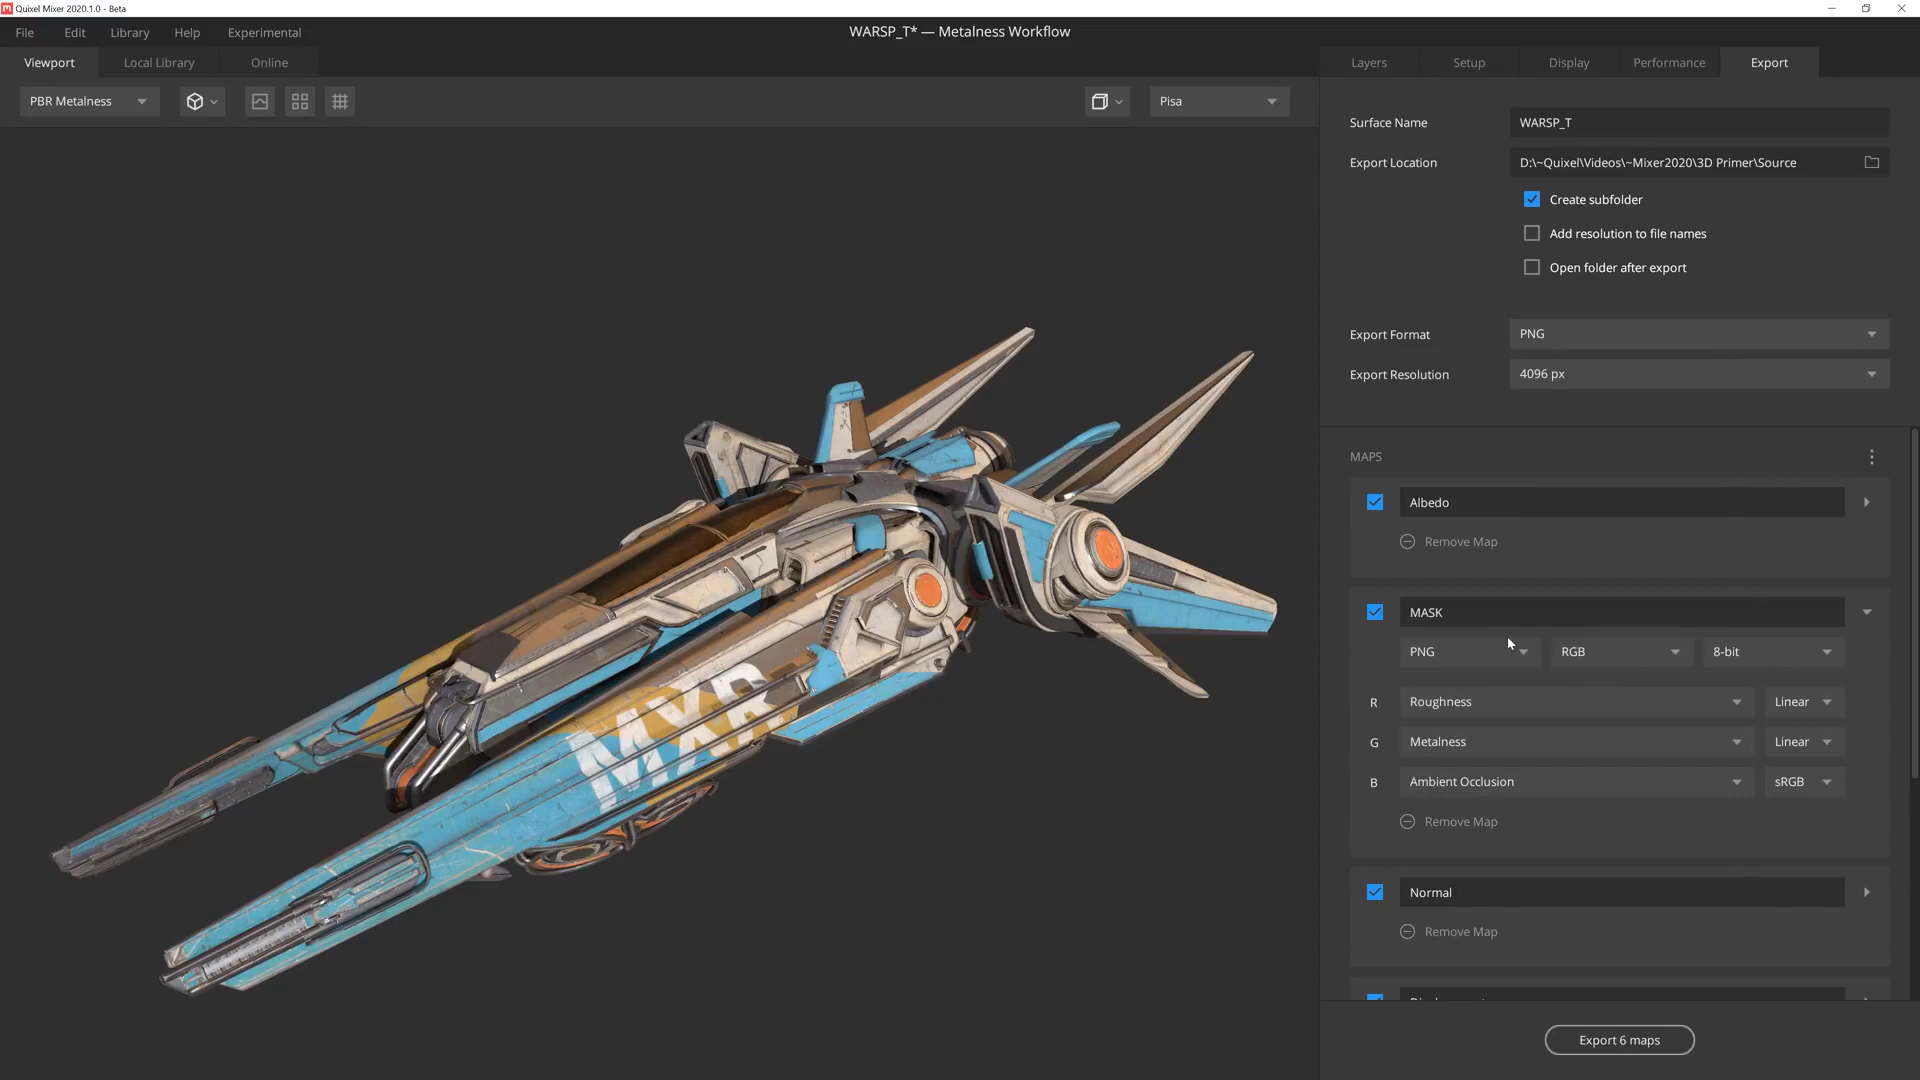 Quixel Mixer 2020.1.0 - Beta
File Edit Library Help Experimental
WARSP_T* — Metalness Workflow
Viewport Local Library Online
Layers Setup Display Performance Export
PBR Metalness
Pisa
Surface Name WARSP_T
Export Location D:\~Quixel\Videos\~Mixer2020\3D Primer\Source
Create subfolder
Add resolution to file names
Open folder after export
Export Format PNG
Export Resolution 4096 px
MAPS
Albedo
Remove Map
MASK
PNG RGB 8-bit
R Roughness Linear
G Metalness Linear
B Ambient Occlusion sRGB
Remove Map
Normal
Remove Map
Export 6 maps
MXR